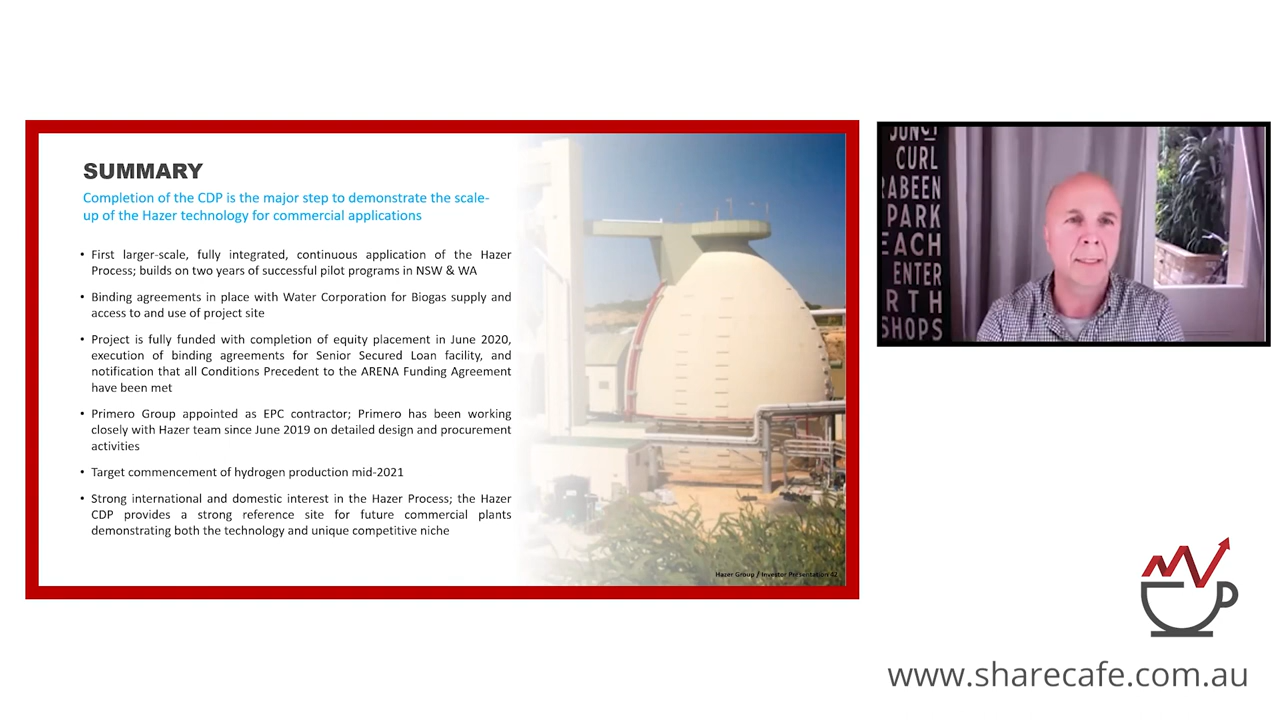 SUMMARY
Completion of the CDP is the major step to demonstrate the scale-
up of the Hazer technology for commercial applications
• First larger-scale, fully integrated, continuous application of the Hazer
Process; builds on two years of successful pilot programs in NSW & WA
• Binding agreements in place with Water Corporation for Biogas supply and
access to and use of project site
• Project is fully funded with completion of equity placement in June 2020,
execution of binding agreements for Senior Secured Loan facility, and
notification that all Conditions Precedent to the ARENA Funding Agreement
have been met
• Primero Group appointed as EPC contractor; Primero has been working
closely with Hazer team since June 2019 on detailed design and procurement
activities
• Target commencement of hydrogen production mid-2021
• Strong international and domestic interest in the Hazer Process; the Hazer
CDP provides a strong reference site for future commercial plants
demonstrating both the technology and unique competitive niche
Hazer Group / Investor Presentation 42
CURL
PARK
EACH
ENTER
RTH
SHOPS
www.sharecafe.com.au